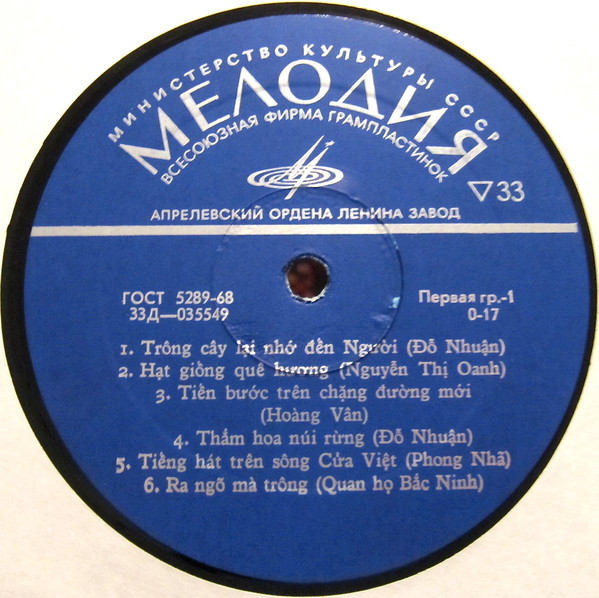 МИНИСТЕРСТВО КУЛЬТУРЫ СССР
МЕЛОДИЯ
ВСЕСОЮЗНАЯ ФИРМА ГРАМПЛАСТИНОК
▽33
АПРЕЛЕВСКИЙ ОРДЕНА ЛЕНИНА ЗАВОД
ГОСТ 5289-68
Первая гр.-1
33Д—035549
0-17
1. Trông cây lại nhớ đến Người (Đỗ Nhuận)
2. Hạt giống quê hương (Nguyễn Thị Oanh)
3. Tiến bước trên chặng đường mới
(Hoàng Vân)
4. Thẩm hoa núi rừng (Đỗ Nhuận)
5. Tiếng hát trên sông Cửa Việt (Phong Nhã)
6. Ra ngõ mà trông (Quan họ Bắc Ninh)